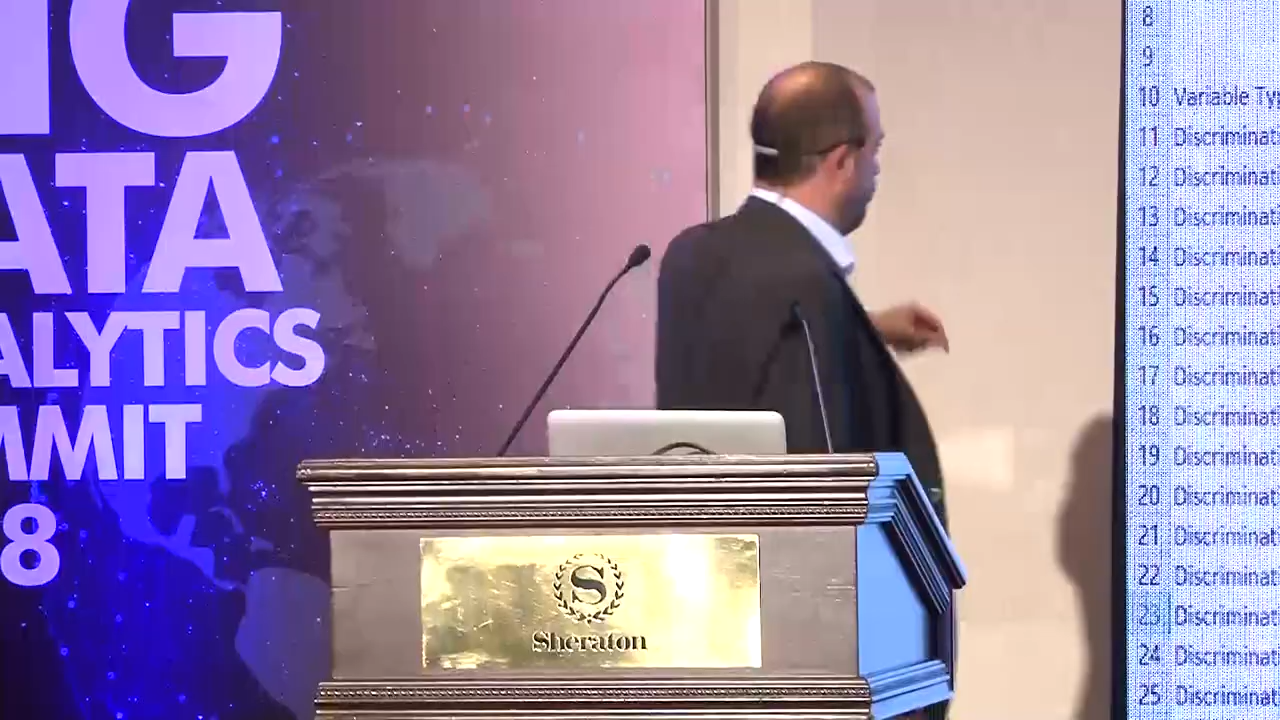 IG
ATA
ALYTICS
MMIT
8
S
Sheraton
8
9
10 Variable Ty
11 Discriminat
12 Discriminat
13 Discriminat
14 Discriminat
15 Discriminat
16 Discriminat
17 Discriminat
18 Discriminat
19 Discriminat
20 Discriminat
21 Discriminat
22 Discriminat
23 Discriminat
24 Discriminat
25 Discriminat